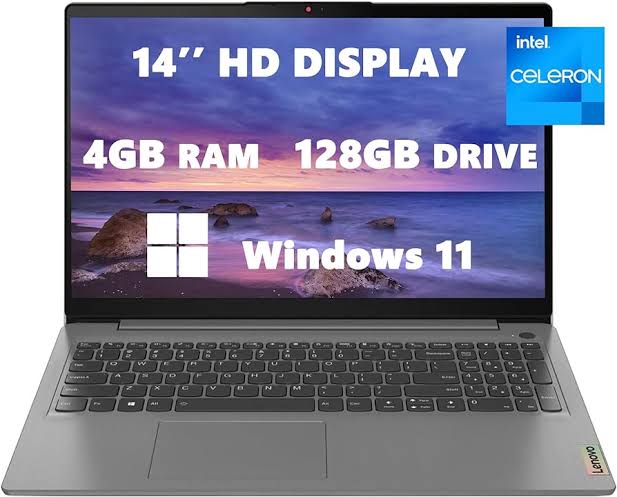 14’’ HD DISPLAY
intel.
CELERON
4GB RAM 128GB DRIVE
Windows 11
Lenovo